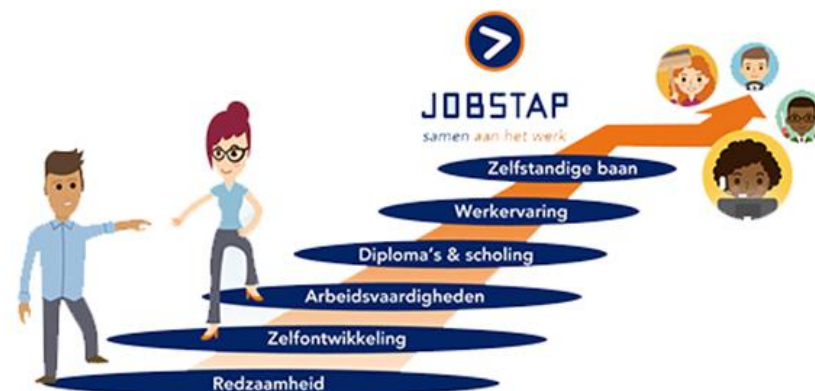 JOBSTAP
samen aan het werk
Zelfstandige baan
Werkervaring
Diploma's & scholing
Arbeidsvaardigheden
Zelfontwikkeling
Redzaamheid